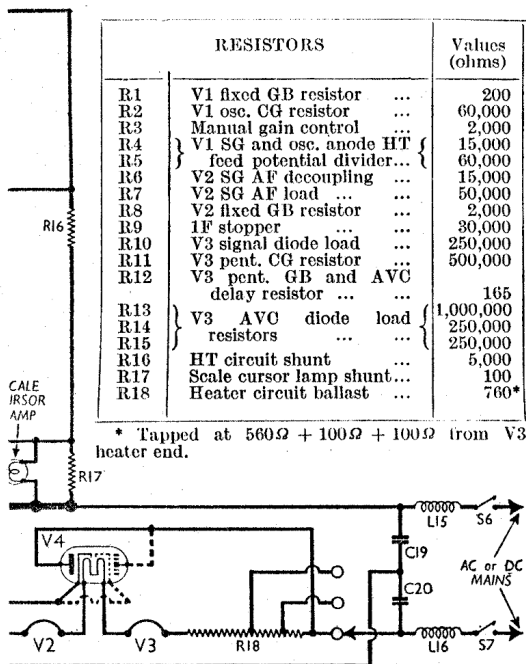 RESISTORS Values (ohms)
R1 V1 fixed GB resistor ... 200
R2 V1 osc. CG resistor ... 60,000
R3 Manual gain control ... 2,000
R4 V1 SG and osc. anode HT 15,000
R5 feed potential divider... 60,000
R6 V2 SG AF decoupling ... 15,000
R7 V2 SG AF load ... ... 50,000
R8 V2 fixed GB resistor ... 2,000
R9 IF stopper ... ... 30,000
R10 V3 signal diode load ... 250,000
R11 V3 pent. CG resistor ... 500,000
R12 V3 pent. GB and AVC
delay resistor ... ... 165
R13 1,000,000
R14 V3 AVC diode load 250,000
R15 resistors ... ... 250,000
R16 HT circuit shunt ... 5,000
R17 Scale cursor lamp shunt... 100
R18 Heater circuit ballast ... 760*
* Tapped at 560Ω + 100Ω + 100Ω from V3
heater end.
R16
CALE
IRSOR
AMP
R17
L15 S6
V4
C19
AC or DC
MAINS
C20
V2 V3 R18 L16 S7